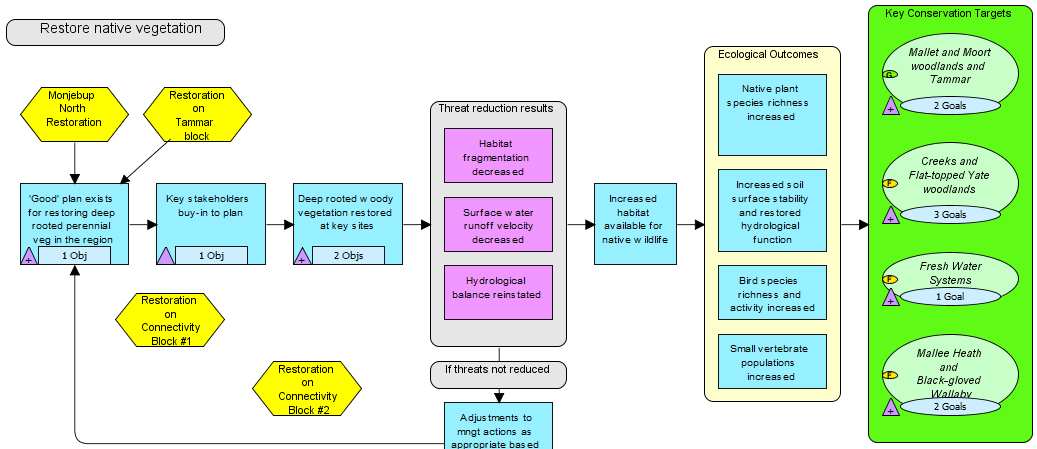 Restore native vegetation
Monjebup
North
Restoration
Restoration
on
Tammar
block
'Good' plan exists
for restoring deep
rooted perennial
veg in the region
1 Obj
+
Key stakeholders
buy-in to plan
1 Obj
Deep rooted woody
vegetation restored
at key sites
2 Objs
+
Restoration
on
Connectivity
Block #1
Restoration
on
Connectivity
Block #2
Threat reduction results
Habitat
fragmentation
decreased
Surface water
runoff velocity
decreased
Hydrological
balance reinstated
If threats not reduced
Adjustments to
mngt actions as
appropriate based
Increased
habitat
available for
native wildlife
Ecological Outcomes
Native plant
species richness
increased
Increased soil
surface stability
and restored
hydrological
function
Bird species
richness and
activity increased
Small vertebrate
populations
increased
Key Conservation Targets
Mallet and Moort
woodlands and
Tammar
G
+
2 Goals
Creeks and
Flat-topped Yate
woodlands
F
+
3 Goals
Fresh Water
Systems
F
+
1 Goal
Mallee Heath
and
Black-gloved
Wallaby
F
+
2 Goals